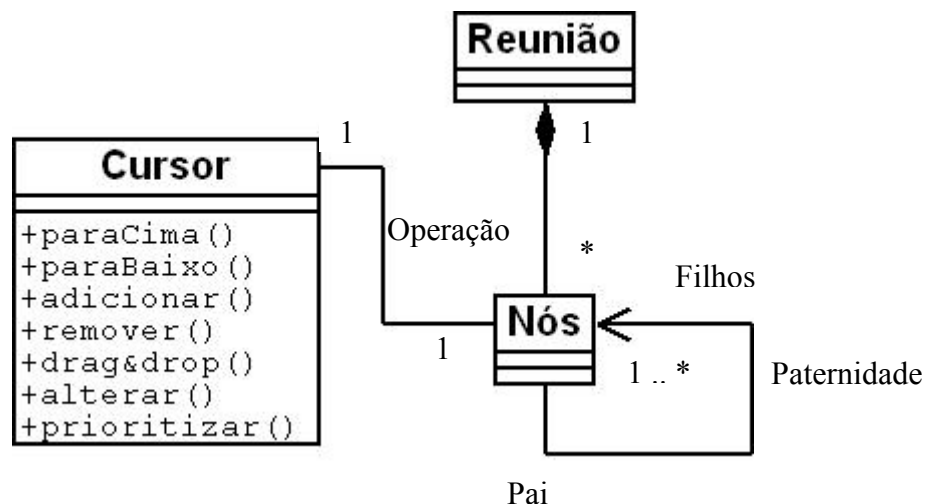 Reunião
1
1
Cursor
+paraCima()
+paraBaixo()
+adicionar()
+remover()
+drag&drop()
+alterar()
+prioritizar()
Operação
*
Filhos
Nós
1
1 .. *
Paternidade
Pai